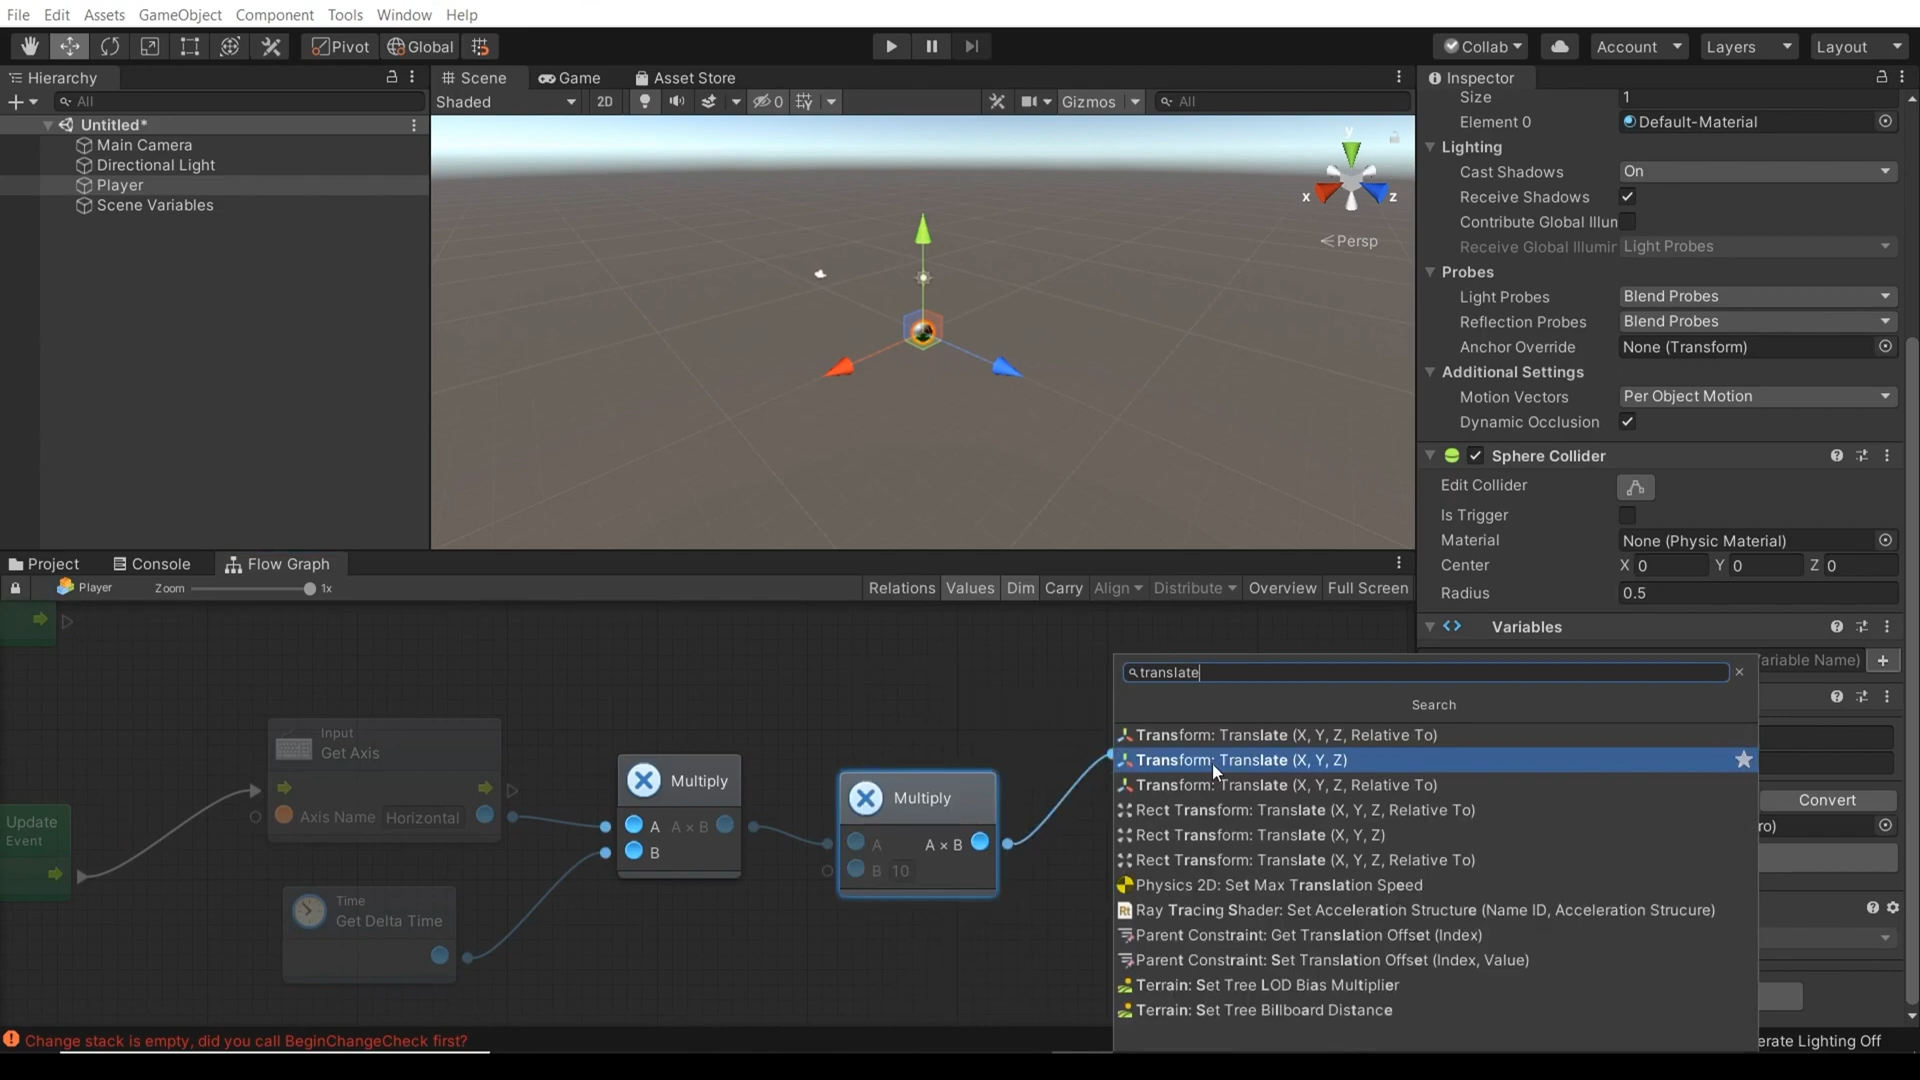 File Edit Assets GameObject Component Tools Window Help
Pivot Global Collab Account Layers Layout
Hierarchy
All
Untitled*
Main Camera
Directional Light
Player
Scene Variables
Scene Game Asset Store
Shaded 2D 0 Gizmos All
y
x z
Persp
Inspector
Size 1
Element 0 Default-Material
Lighting
Cast Shadows On
Receive Shadows
Contribute Global Illun
Receive Global Illumir Light Probes
Probes
Light Probes Blend Probes
Reflection Probes Blend Probes
Anchor Override None (Transform)
Additional Settings
Motion Vectors Per Object Motion
Dynamic Occlusion
Sphere Collider
Edit Collider
Is Trigger
Material None (Physic Material)
Center X 0 Y 0 Z 0
Radius 0.5
Variables
ariable Name)
Convert
ro)
Project Console Flow Graph
Player Zoom 1x Relations Values Dim Carry Align Distribute Overview Full Screen
Update
Event
Input
Get Axis
Axis Name Horizontal
Time
Get Delta Time
Multiply
A A × B
B
Multiply
A A × B
B 10
translate
Search
Transform: Translate (X, Y, Z, Relative To)
Transform: Translate (X, Y, Z)
Transform: Translate (X, Y, Z, Relative To)
Rect Transform: Translate (X, Y, Z, Relative To)
Rect Transform: Translate (X, Y, Z)
Rect Transform: Translate (X, Y, Z, Relative To)
Physics 2D: Set Max Translation Speed
Ray Tracing Shader: Set Acceleration Structure (Name ID, Acceleration Strucure)
Parent Constraint: Get Translation Offset (Index)
Parent Constraint: Set Translation Offset (Index, Value)
Terrain: Set Tree LOD Bias Multiplier
Terrain: Set Tree Billboard Distance
Change stack is empty, did you call BeginChangeCheck first?
erate Lighting Off